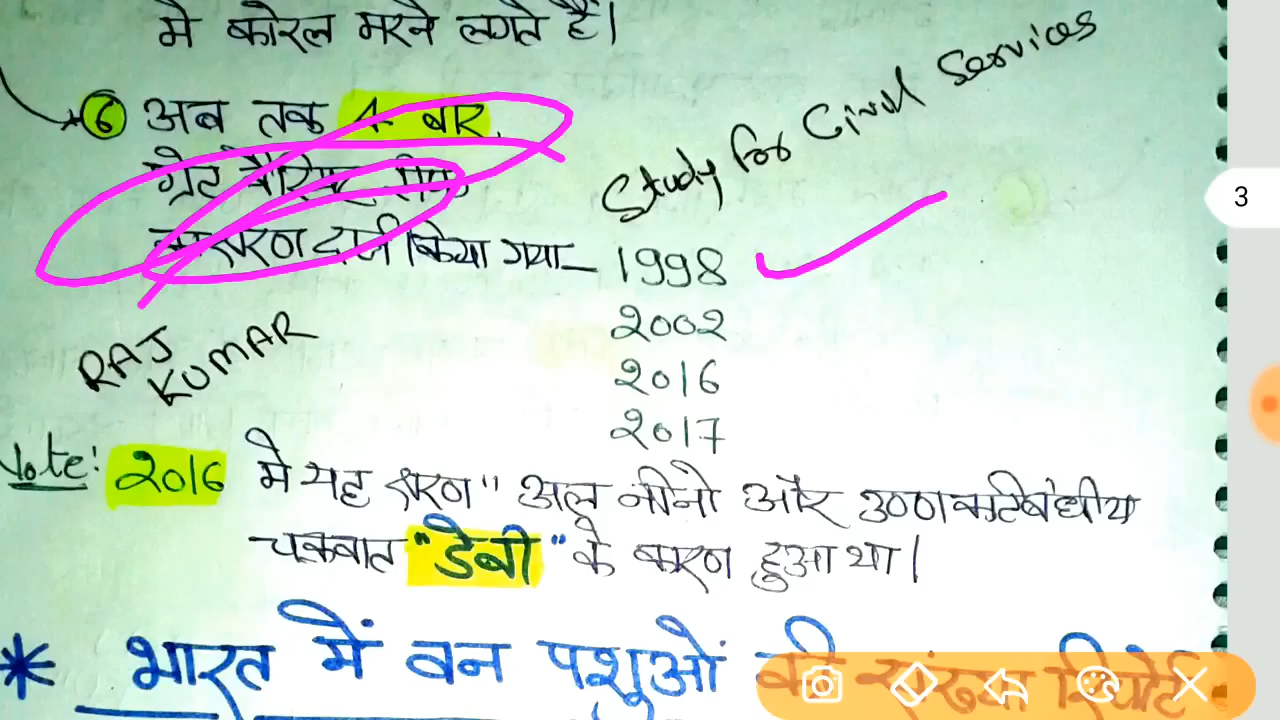 मे कोरल मरने लगते हैं।
⑥ अब तक 4 बार
ग्रेट बैरियर रीफ
का क्षरण दर्ज किया गया – 1998
2002
2016
2017
Study for Civil Services
RAJ
KUMAR
Note: 2016 मे यह क्षरण "अल नीनो और उष्णकटिबंधीय
चक्रवात "डेबी" के कारण हुआ था।
* भारत में वन पशुओं की संख्या रिपोर्ट
3